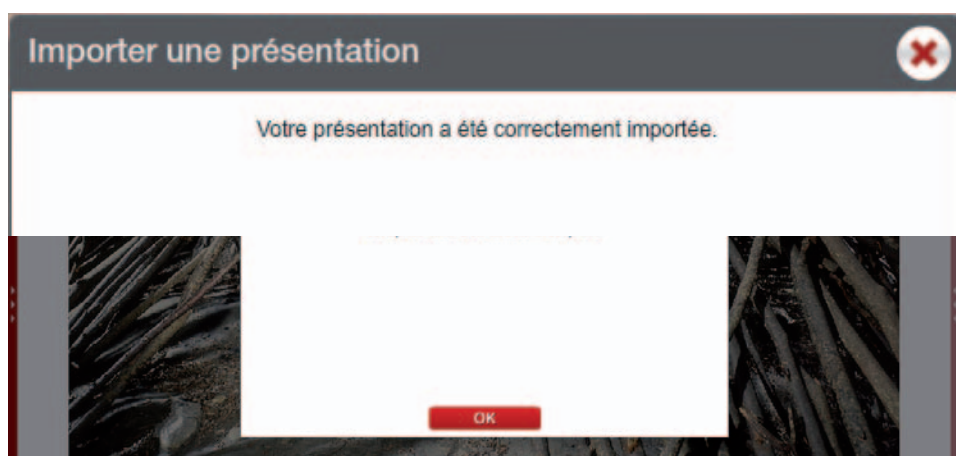 Importer une présentation
Votre présentation a été correctement importée.
OK